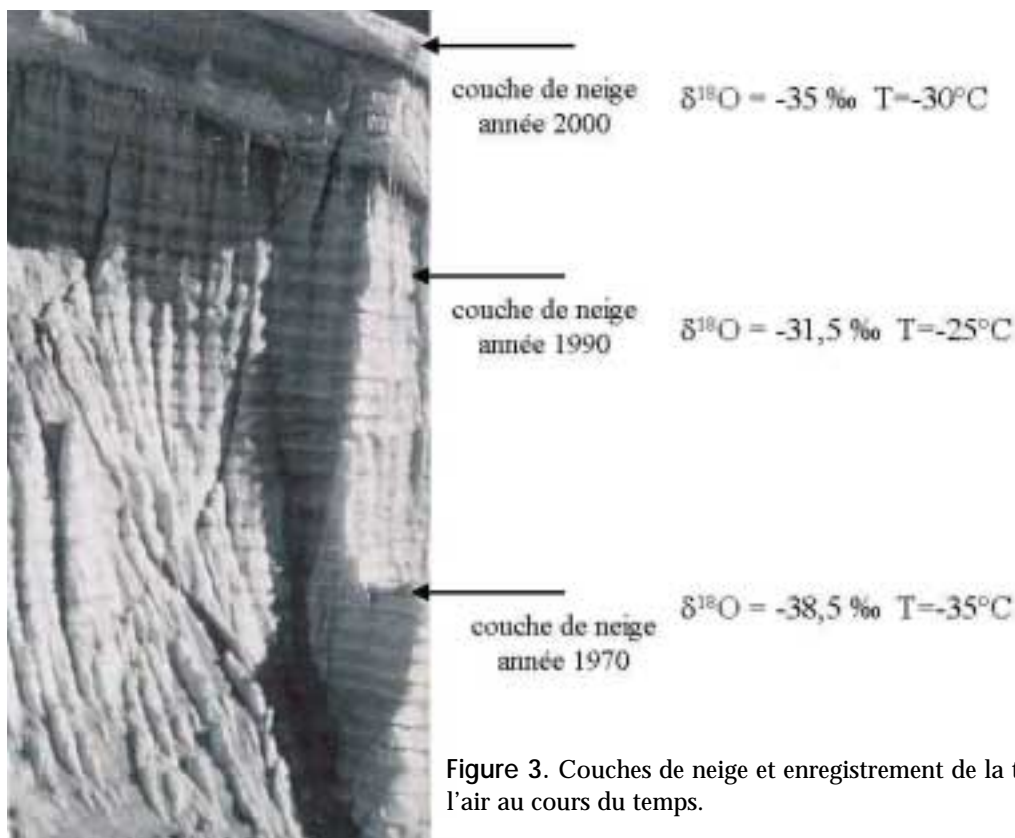 couche de neige
année 2000
δ¹⁸O = -35 ‰ T=-30°C
couche de neige
année 1990
δ¹⁸O = -31,5 ‰ T=-25°C
couche de neige
année 1970
δ¹⁸O = -38,5 ‰ T=-35°C
Figure 3. Couches de neige et enregistrement de la
l'air au cours du temps.